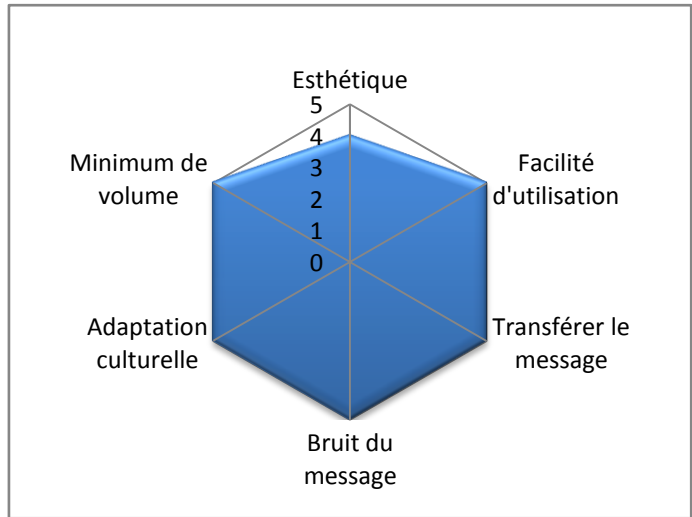 Esthétique
5
4
3
2
1
0
Facilité
d'utilisation
Transférer le
message
Bruit du
message
Adaptation
culturelle
Minimum de
volume